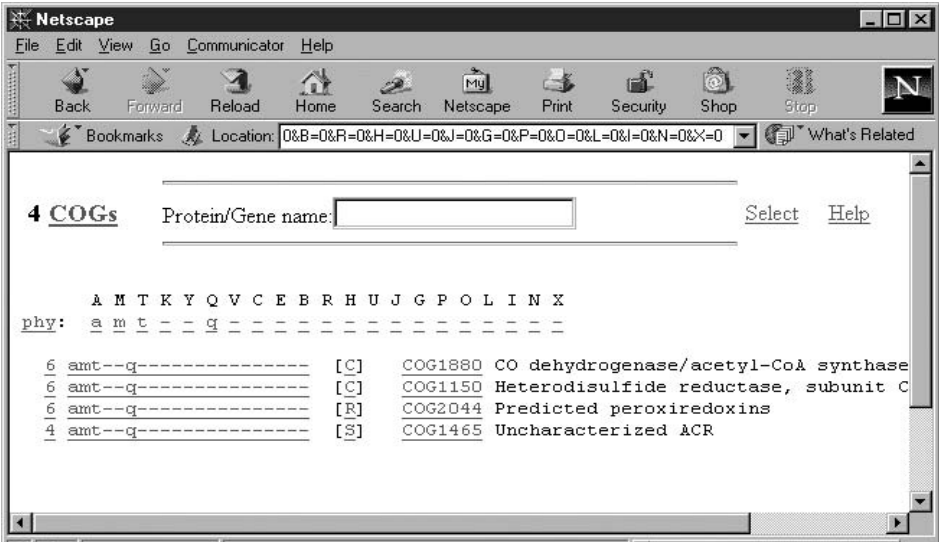 Netscape
File Edit View Go Communicator Help
Back Forward Reload Home Search Netscape Print Security Shop Stop
Bookmarks Location: 0&B=0&R=0&H=0&U=0&J=0&G=0&P=0&O=0&L=0&I=0&N=0&X=0 What's Related
4 COGs Protein/Gene name: Select Help
A M T K Y Q V C E B R H U J G P O L I N X
phy: a m t - - q - - - - - - - - - - - - - - -
6 amt--q--------------- [C] COG1880 CO dehydrogenase/acetyl-CoA synthase
6 amt--q--------------- [C] COG1150 Heterodisulfide reductase, subunit C
6 amt--q--------------- [R] COG2044 Predicted peroxiredoxins
4 amt--q--------------- [S] COG1465 Uncharacterized ACR